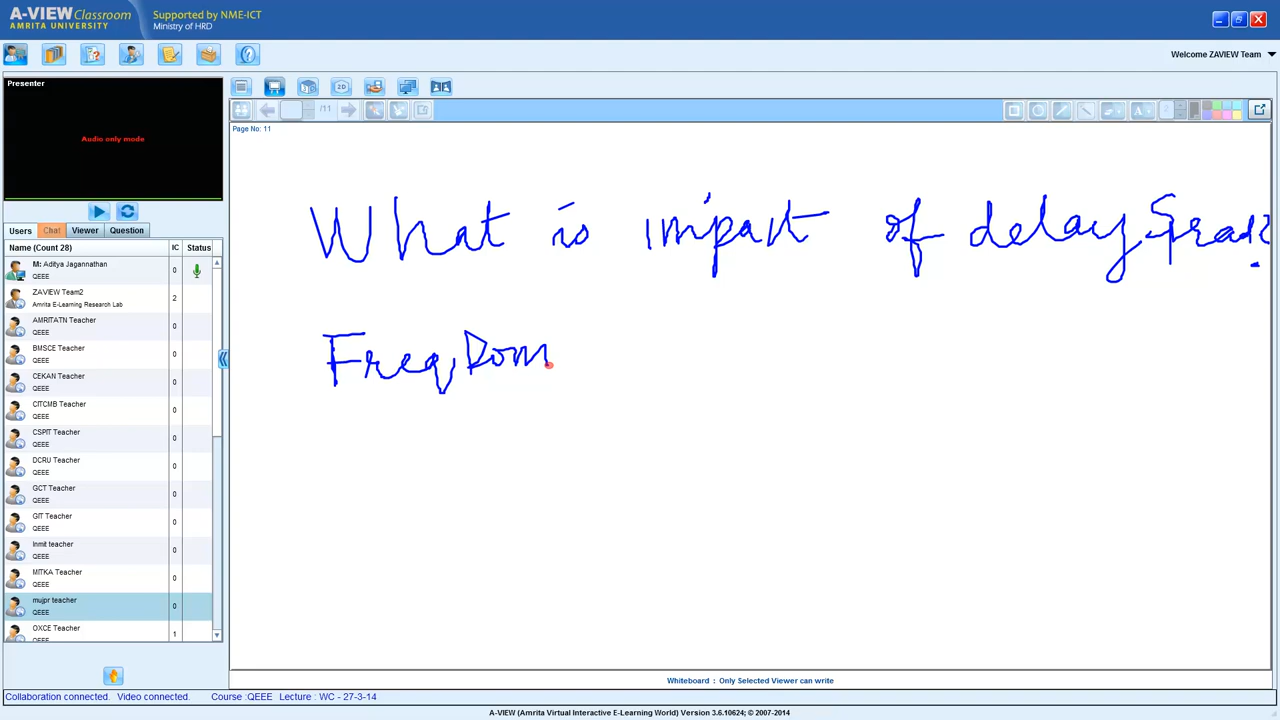 A-VIEW Classroom
AMRITA UNIVERSITY
Supported by NME-ICT
Ministry of HRD
Welcome ZAVIEW Team
Presenter
Audio only mode
2D
/11
A
2
Page No: 11
Users Chat Viewer Question
Name (Count 28) IC Status
M: Aditya Jagannathan 0
QEEE
ZAVIEW Team2 2
Amrita E-Learning Research Lab
AMRITATN Teacher 0
QEEE
BMSCE Teacher 0
QEEE
CEKAN Teacher 0
QEEE
CITCMB Teacher 0
QEEE
CSPIT Teacher 0
QEEE
DCRU Teacher 0
QEEE
GCT Teacher 0
QEEE
GIT Teacher 0
QEEE
Inmit teacher 0
QEEE
MITKA Teacher 0
QEEE
mujpr teacher 0
QEEE
OXCE Teacher 1
QEEE
What is impact of delay Spread
Freq Dom
Whiteboard : Only Selected Viewer can write
Collaboration connected. Video connected. Course :QEEE Lecture : WC - 27-3-14
A-VIEW (Amrita Virtual Interactive E-Learning World) Version 3.6.10624; © 2007-2014